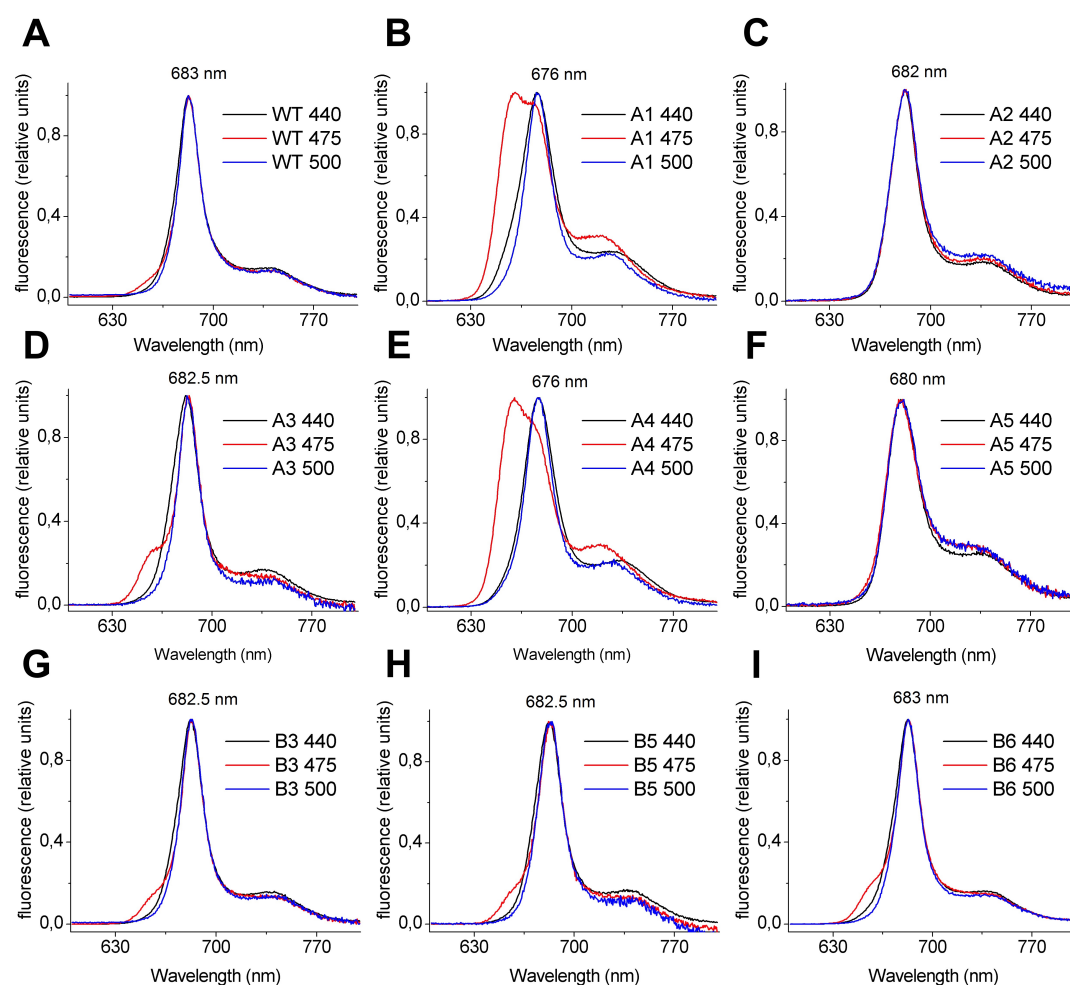 A
B
C
683 nm
676 nm
682 nm
fluorescence (relative units)
0,8
0,4
0,0
WT 440
WT 475
WT 500
630
700
770
Wavelength (nm)
fluorescence (relative units)
0,8
0,4
0,0
A1 440
A1 475
A1 500
630
700
770
Wavelength (nm)
fluorescence (relative units)
0,8
0,4
0,0
A2 440
A2 475
A2 500
630
700
770
Wavelength (nm)
D
E
F
682.5 nm
676 nm
680 nm
fluorescence (relative units)
0,8
0,4
0,0
A3 440
A3 475
A3 500
630
700
770
Wavelength (nm)
fluorescence (relative units)
0,8
0,4
0,0
A4 440
A4 475
A4 500
630
700
770
Wavelength (nm)
fluorescence (relative units)
0,8
0,4
0,0
A5 440
A5 475
A5 500
630
700
770
Wavelength (nm)
G
H
I
682.5 nm
682.5 nm
683 nm
fluorescence (relative units)
0,8
0,4
0,0
B3 440
B3 475
B3 500
630
700
770
Wavelength (nm)
fluorescence (relative units)
0,8
0,4
0,0
B5 440
B5 475
B5 500
630
700
770
Wavelength (nm)
fluorescence (relative units)
0,8
0,4
0,0
B6 440
B6 475
B6 500
630
700
770
Wavelength (nm)